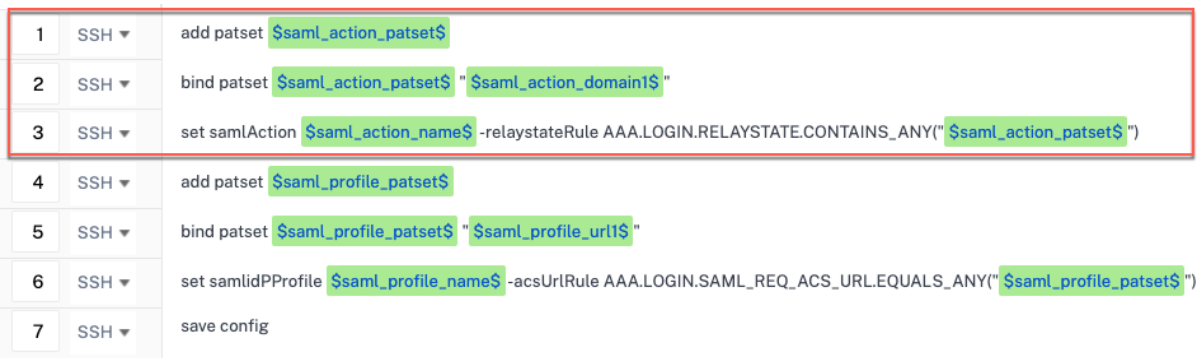 1 SSH add patset $saml_action_patset$
2 SSH bind patset $saml_action_patset$ "$saml_action_domain1$"
3 SSH set samlAction $saml_action_name$ -relaystateRule AAA.LOGIN.RELAYSTATE.CONTAINS_ANY("$saml_action_patset$")
4 SSH add patset $saml_profile_patset$
5 SSH bind patset $saml_profile_patset$ "$saml_profile_url1$"
6 SSH set samlidPProfile $saml_profile_name$ -acsUrlRule AAA.LOGIN.SAML_REQ_ACS_URL.EQUALS_ANY("$saml_profile_patset$")
7 SSH save config